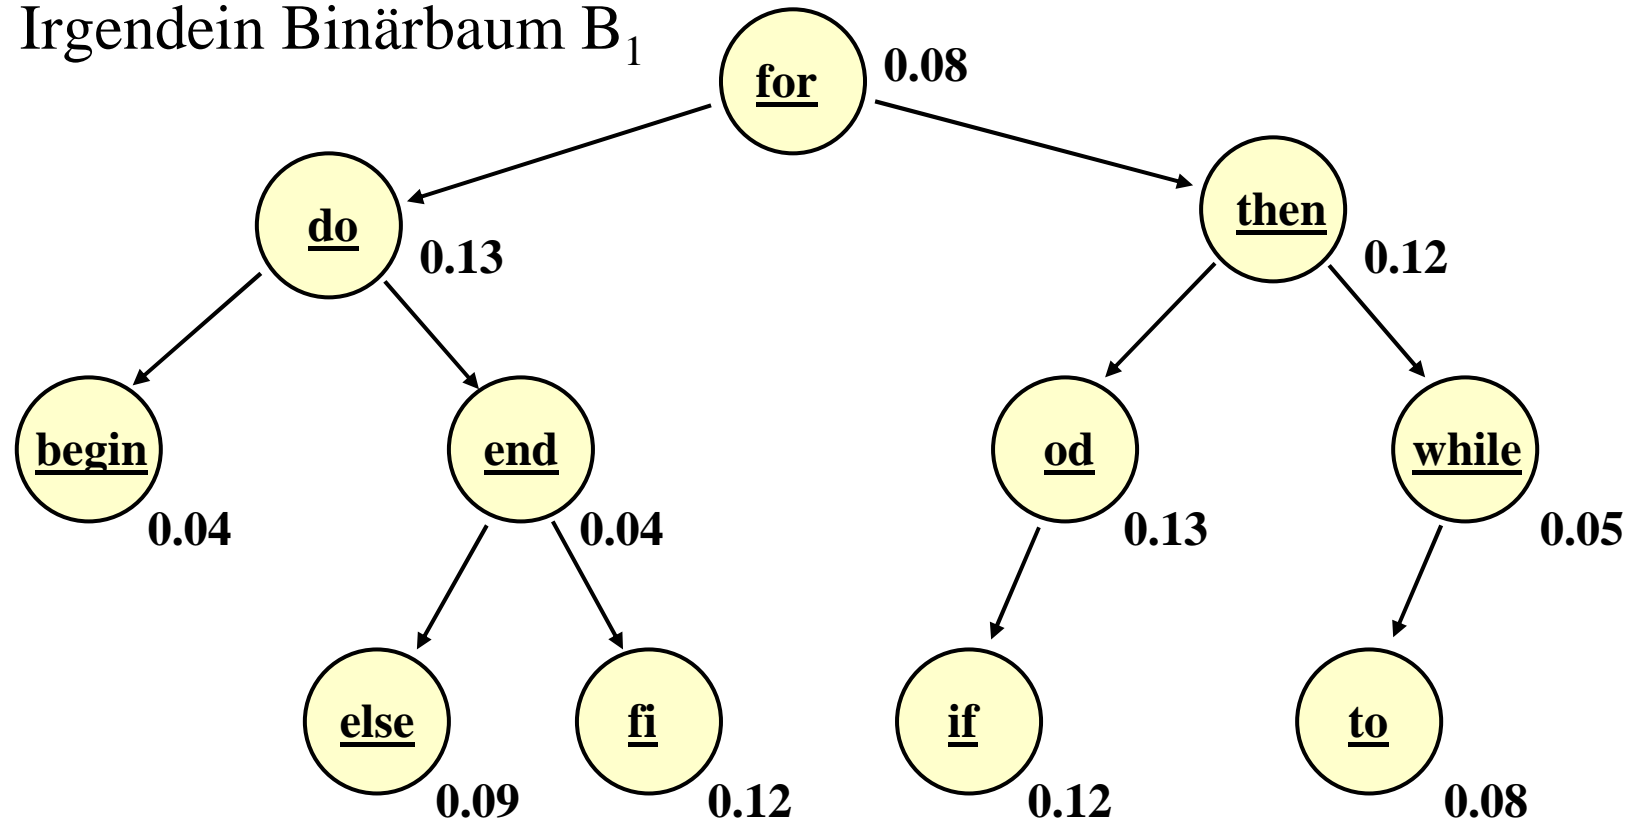 Irgendein Binärbaum B₁
for 0.08
do 0.13
then 0.12
begin 0.04
end 0.04
od 0.13
while 0.05
else 0.09
fi 0.12
if 0.12
to 0.08